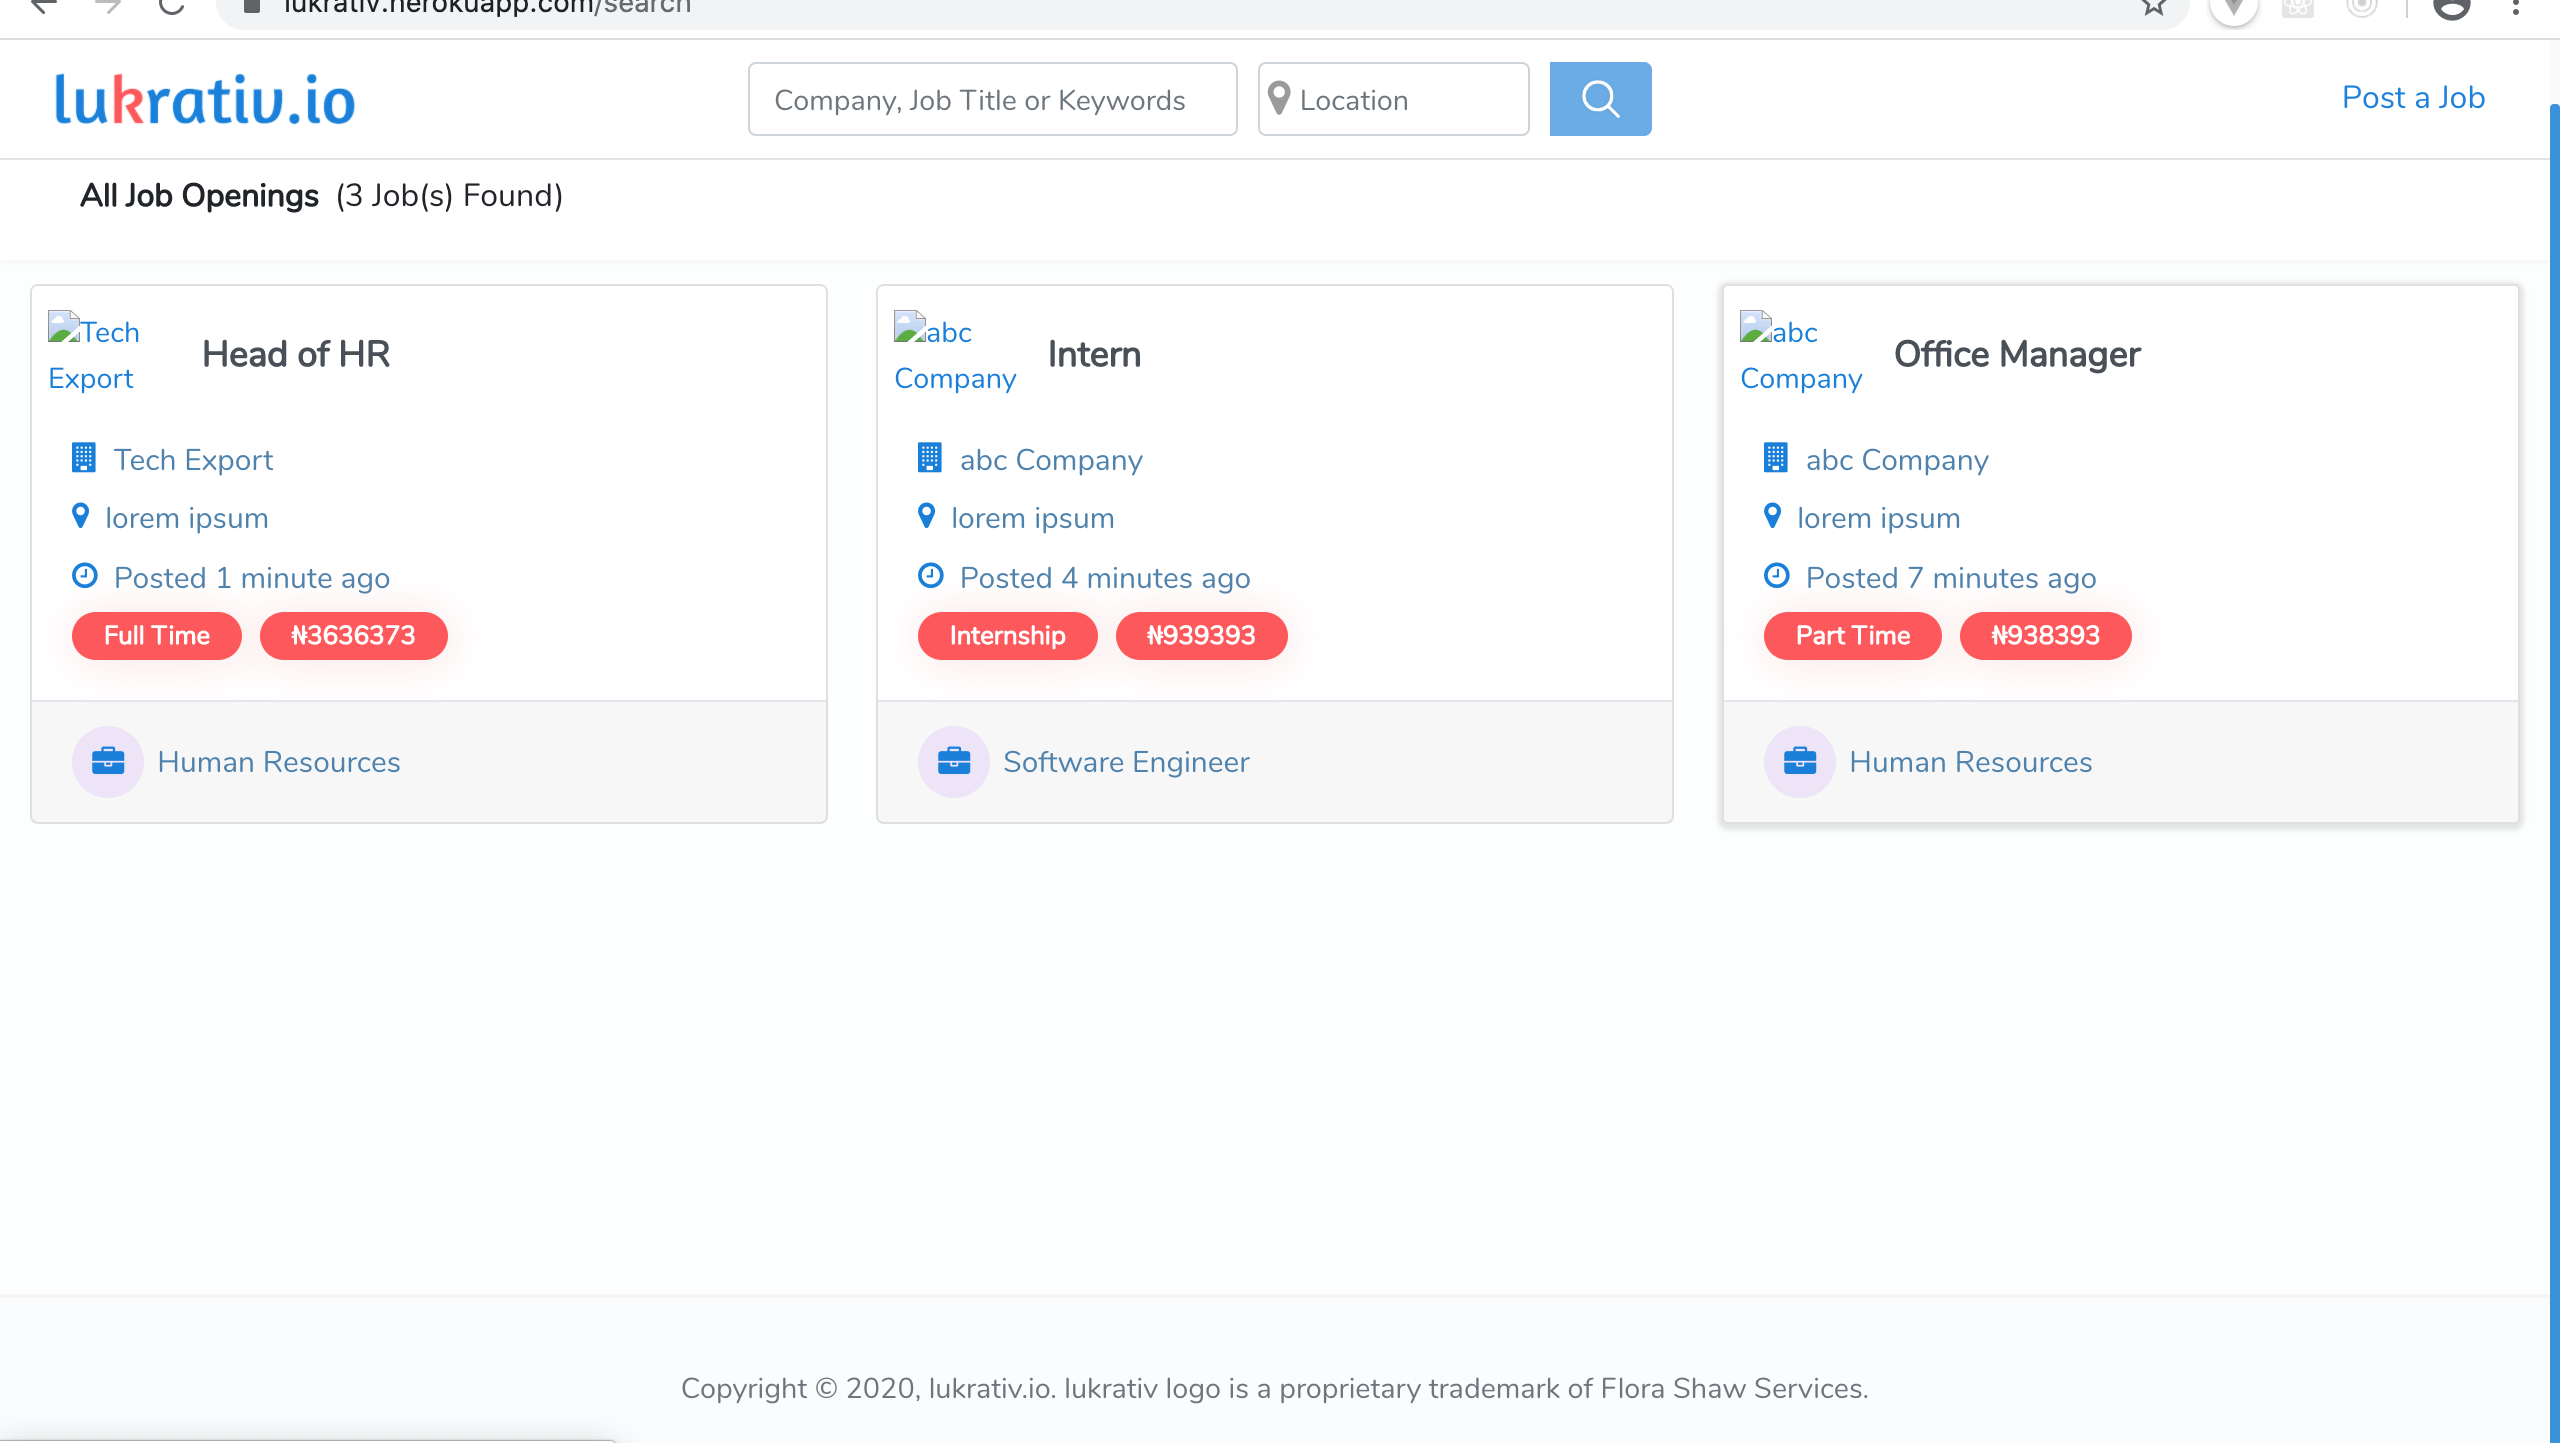 lukrativ.herokuapp.com/search
lukrativ.io
Company, Job Title or Keywords
Location
Post a Job
All Job Openings (3 Job(s) Found)
Tech
Export
Head of HR
Tech Export
lorem ipsum
Posted 1 minute ago
Full Time
₦3636373
Human Resources
abc
Company
Intern
abc Company
lorem ipsum
Posted 4 minutes ago
Internship
₦939393
Software Engineer
abc
Company
Office Manager
abc Company
lorem ipsum
Posted 7 minutes ago
Part Time
₦938393
Human Resources
Copyright © 2020, lukrativ.io. lukrativ logo is a proprietary trademark of Flora Shaw Services.